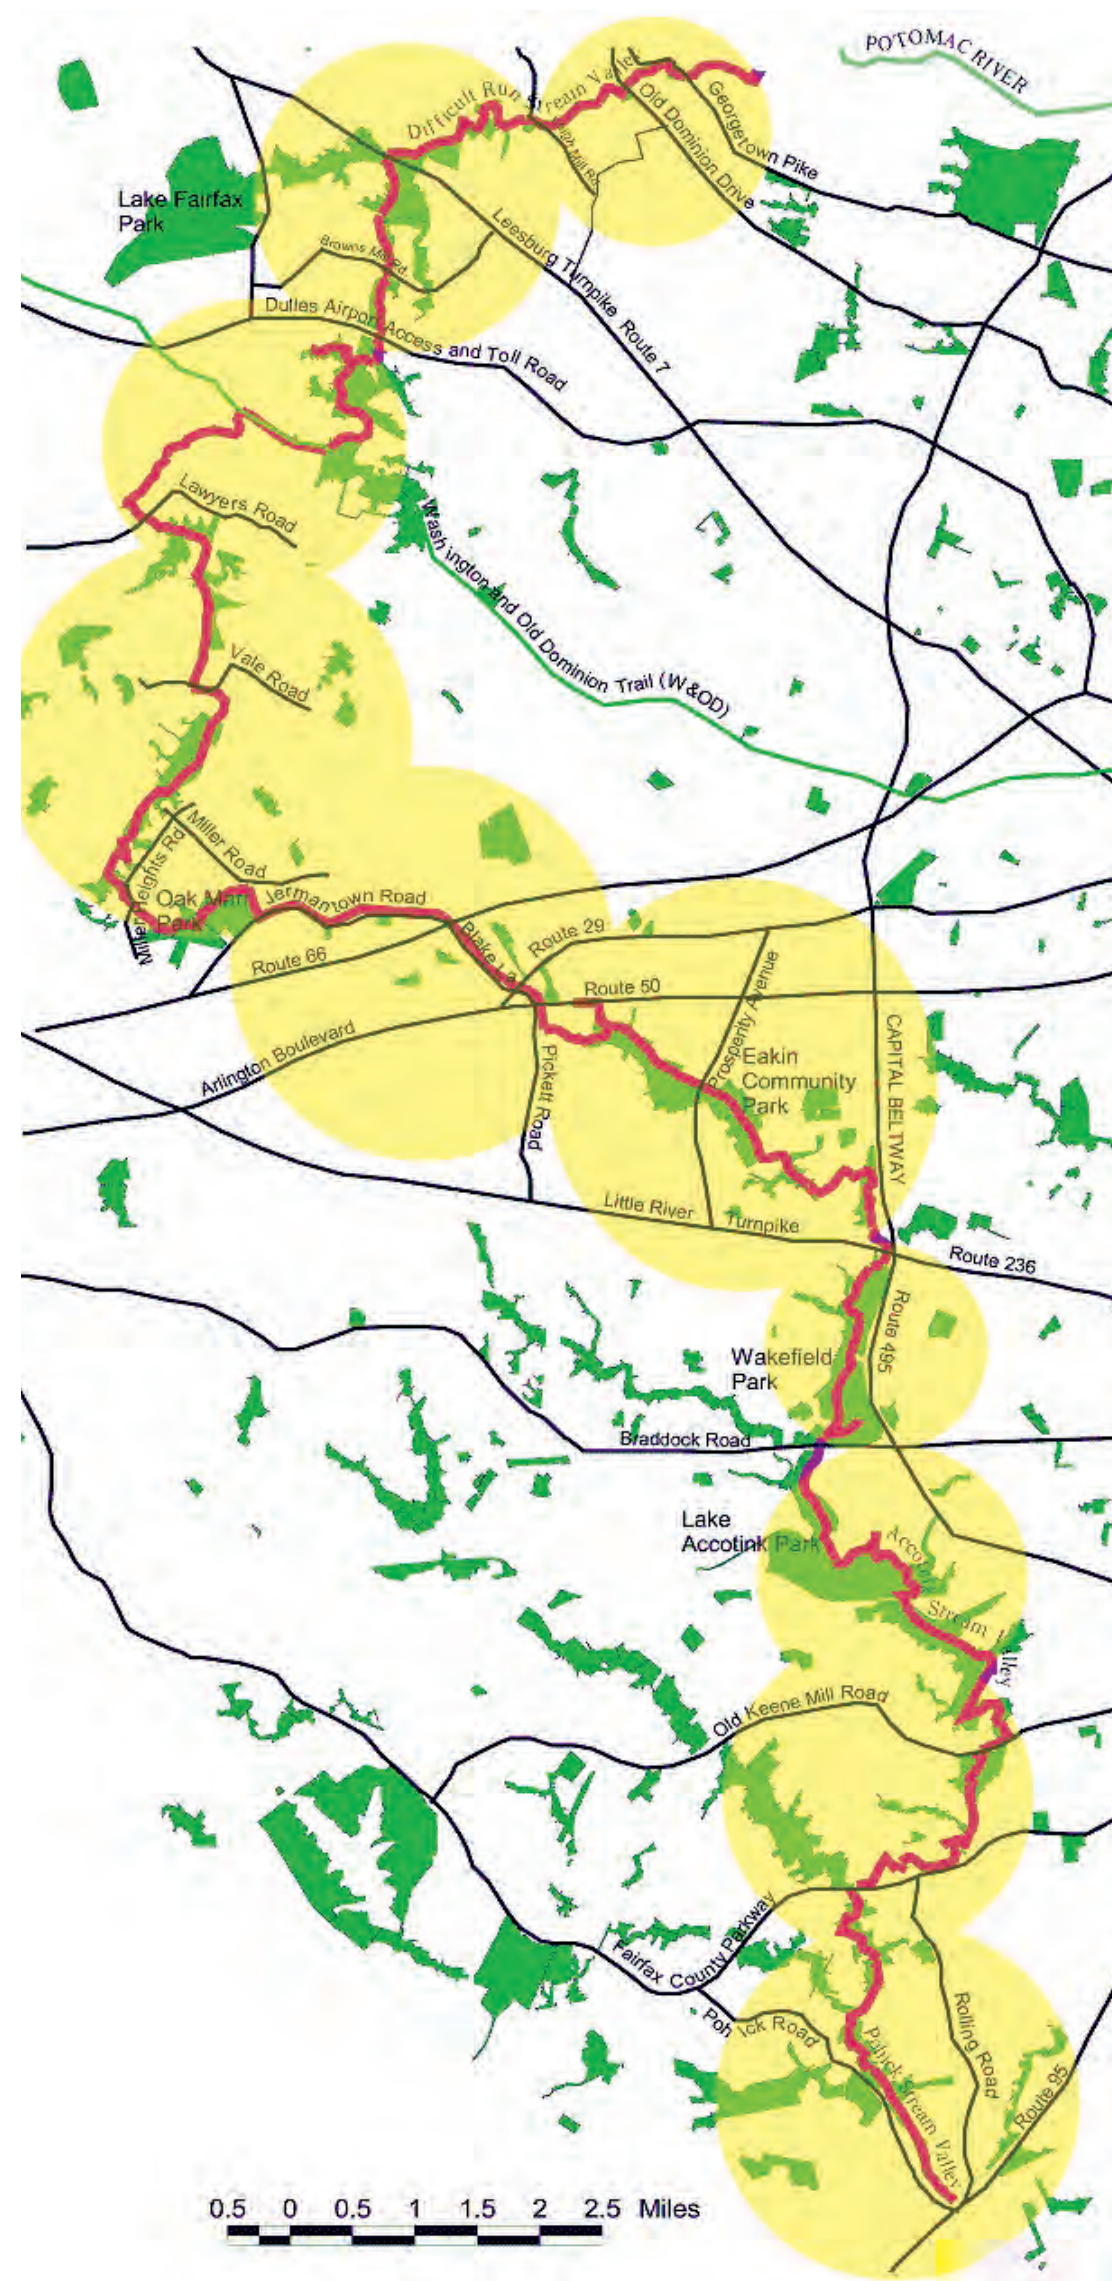 POTOMAC RIVER
Difficult Run Stream Valley
Old Dominion Drive
Georgetown Pike
Lake Fairfax
Park
Leesburg Turnpike Route 7
Browns Mill Rd.
Dulles Airport Access and Toll Road
Lawyers Road
Washington and Old Dominion Trail (W&OD)
Vale Road
Miller Road
Miller Heights Rd
Oak Marr
Park
Jermantown Road
Blake La.
Route 29
Route 66
Route 50
Arlington Boulevard
Pickett Road
Prosperity Avenue
CAPITAL BELTWAY
Eakin
Community
Park
Little River Turnpike
Route 236
Route 495
Wakefield
Park
Braddock Road
Lake
Accotink Park
Stream Valley
Old Keene Mill Road
Fairfax County Parkway
Pohick Road
Rolling Road
Route 95
Pohick Stream Valley
0.5 0 0.5 1 1.5 2 2.5 Miles